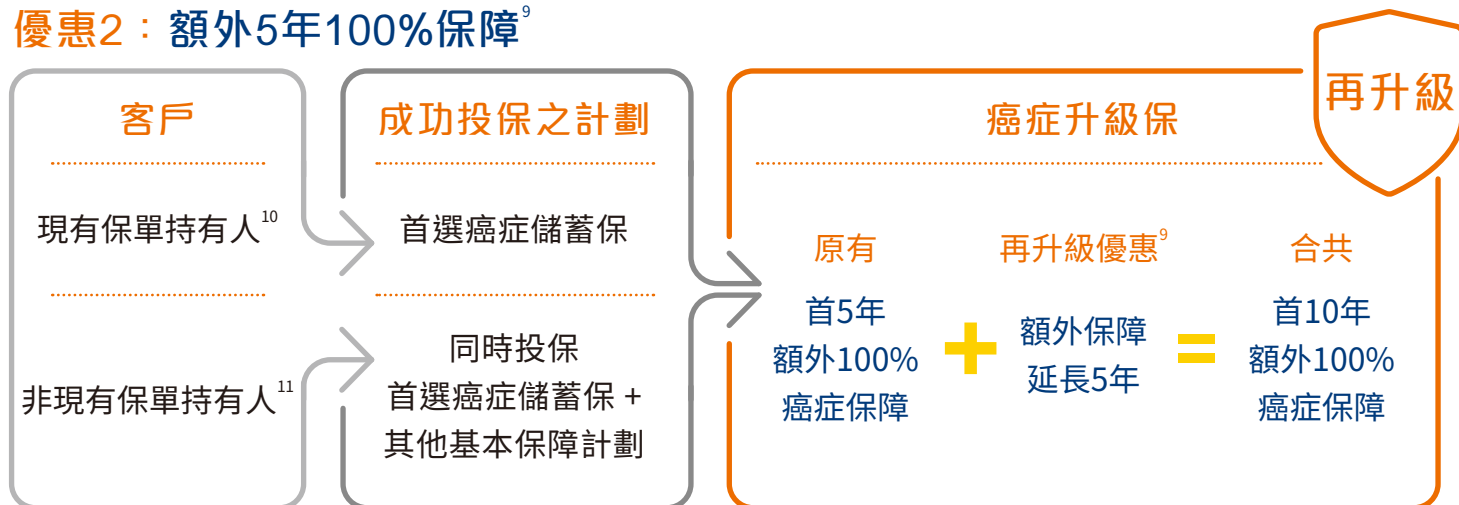 優惠2：額外5年100%保障⁹
客戶
現有保單持有人¹⁰
非現有保單持有人¹¹
成功投保之計劃
首選癌症儲蓄保
同時投保
首選癌症儲蓄保 +
其他基本保障計劃
癌症升級保
再升級
原有
首5年
額外100%
癌症保障
+
再升級優惠⁹
額外保障
延長5年
=
合共
首10年
額外100%
癌症保障